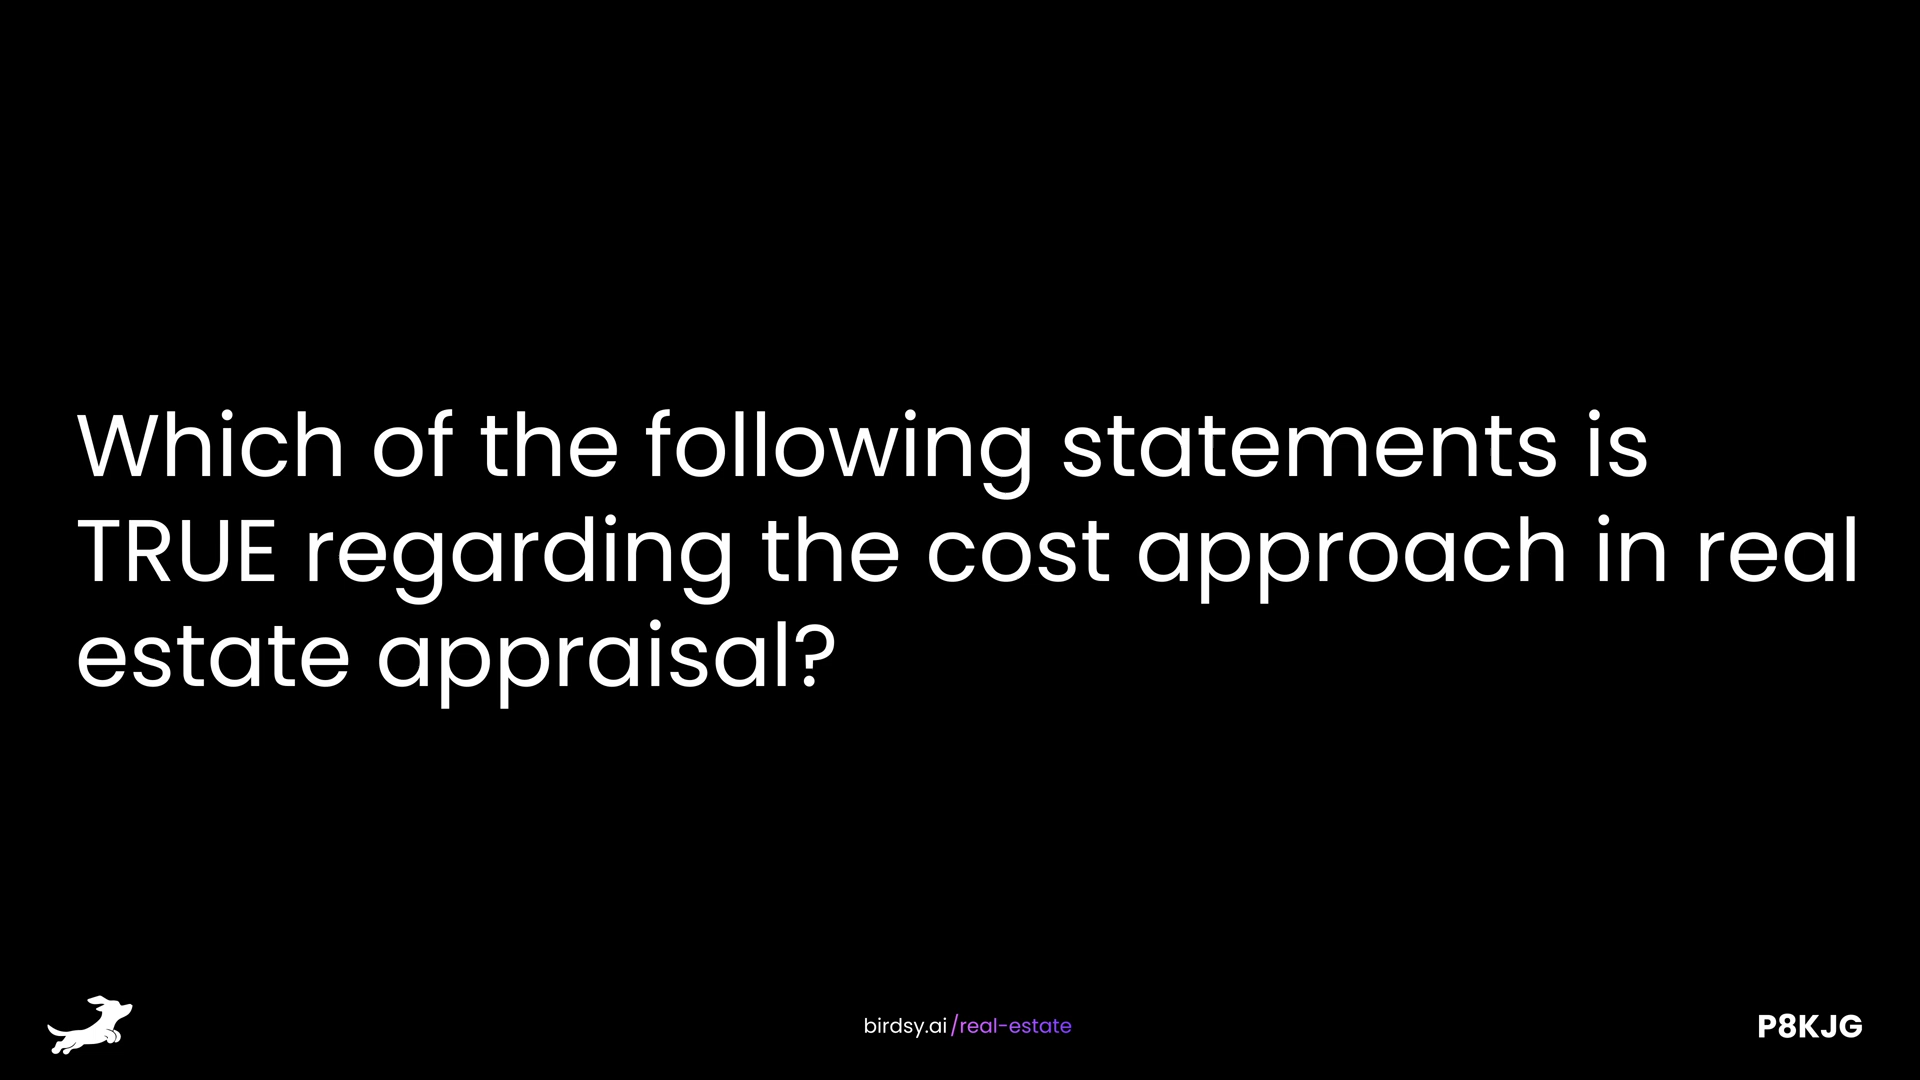 Which of the following statements is
TRUE regarding the cost approach in real
estate appraisal?
birdsy.ai/real-estate
P8KJG